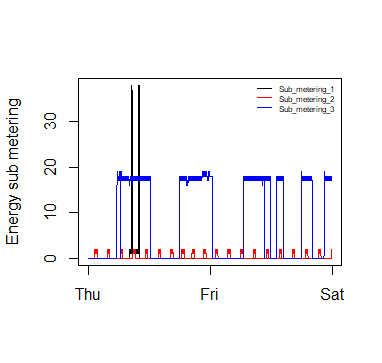 Energy sub metering
30
20
10
0
Sub_metering_1
Sub_metering_2
Sub_metering_3
Thu Fri Sat